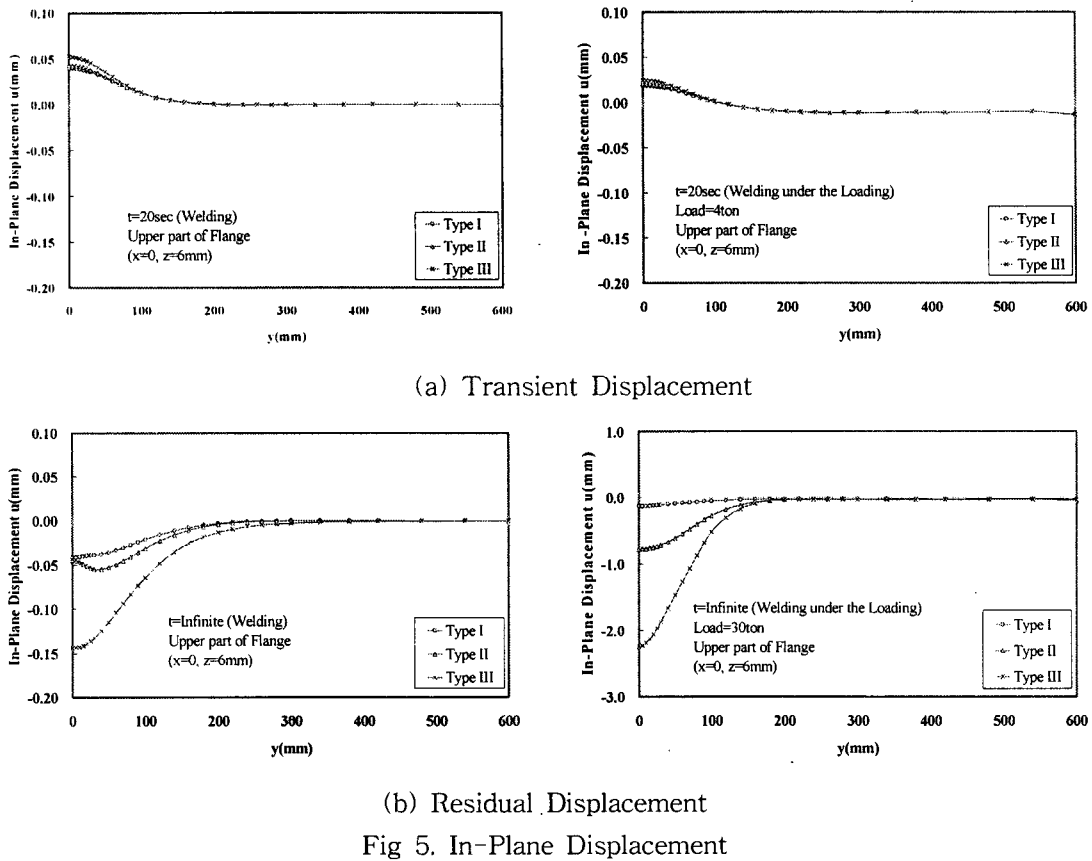 0.10
0.05
0.00
-0.05
-0.10
-0.15
-0.20
In-Plane Displacement u(mm)
t=20sec (Welding)
Upper part of Flange
(x=0, z=6mm)
Type I
Type II
Type III
0 100 200 300 400 500 600
y(mm)
0.10
0.05
0.00
-0.05
-0.10
-0.15
-0.20
In-Plane Displacement u(mm)
t=20sec (Welding under the Loading)
Load=4ton
Upper part of Flange
(x=0, z=6mm)
Type I
Type II
Type III
0 100 200 300 400 500 600
y(mm)
(a) Transient Displacement
0.10
0.05
0.00
-0.05
-0.10
-0.15
-0.20
In-Plane Displacement u(mm)
t=Infinite (Welding)
Upper part of Flange
(x=0, z=6mm)
Type I
Type II
Type III
0 100 200 300 400 500 600
y(mm)
1.0
0.0
-1.0
-2.0
-3.0
In-Plane Displacement u(mm)
t=Infinite (Welding under the Loading)
Load=30ton
Upper part of Flange
(x=0, z=6mm)
Type I
Type II
Type III
0 100 200 300 400 500 600
y(mm)
(b) Residual Displacement
Fig 5. In-Plane Displacement